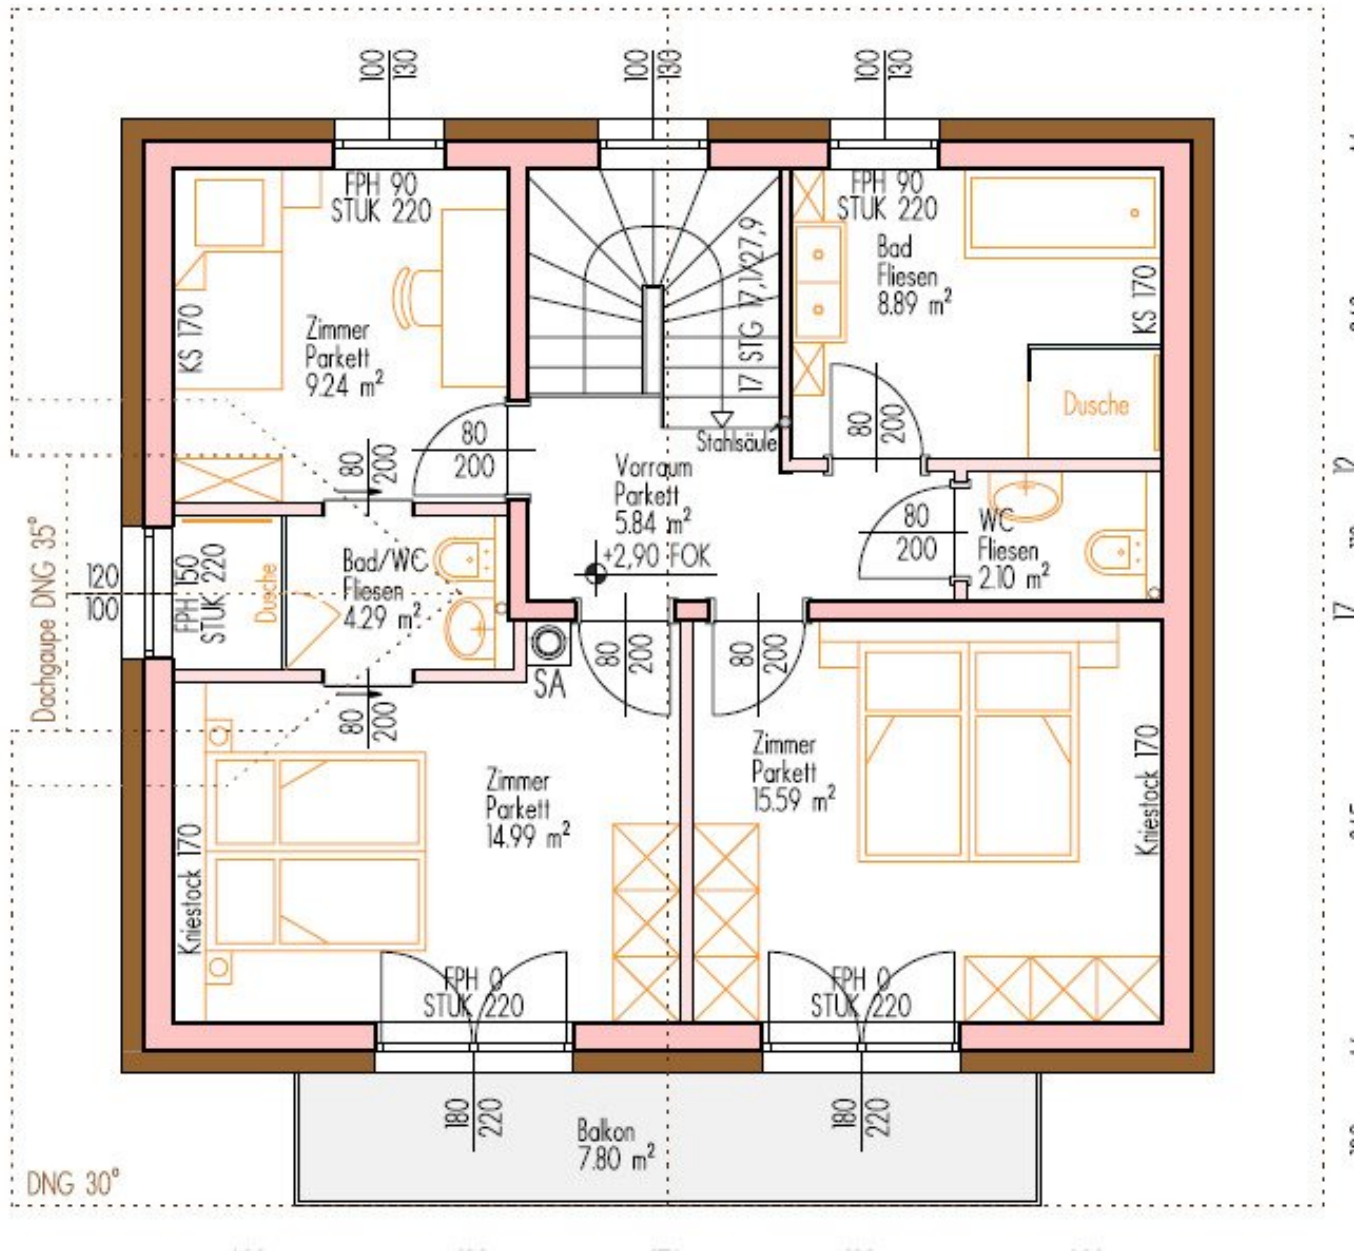 100
130
100
130
100
130
FPH 90
STUK 220
FPH 90
STUK 220
Bad
Fliesen
8.89 m²
17 STG 17,1/27,9
KS 170
KS 170
Zimmer
Parkett
9.24 m²
Dusche
80
200
80
200
80
200
Stahlsäule
Vorraum
Parkett
5.84 m²
+2,90 FOK
80
200
WC
Fliesen
2.10 m²
12
17
Dachgaupe DNG 35°
120
100
FPH 150
STUK 220
Dusche
Bad/WC
Fliesen
4.29 m²
80
200
SA
80
200
80
200
Zimmer
Parkett
14.99 m²
Zimmer
Parkett
15.59 m²
Kniestock 170
Kniestock 170
FPH 0
STUK 220
FPH 0
STUK 220
180
220
180
220
Balkon
7.80 m²
DNG 30°